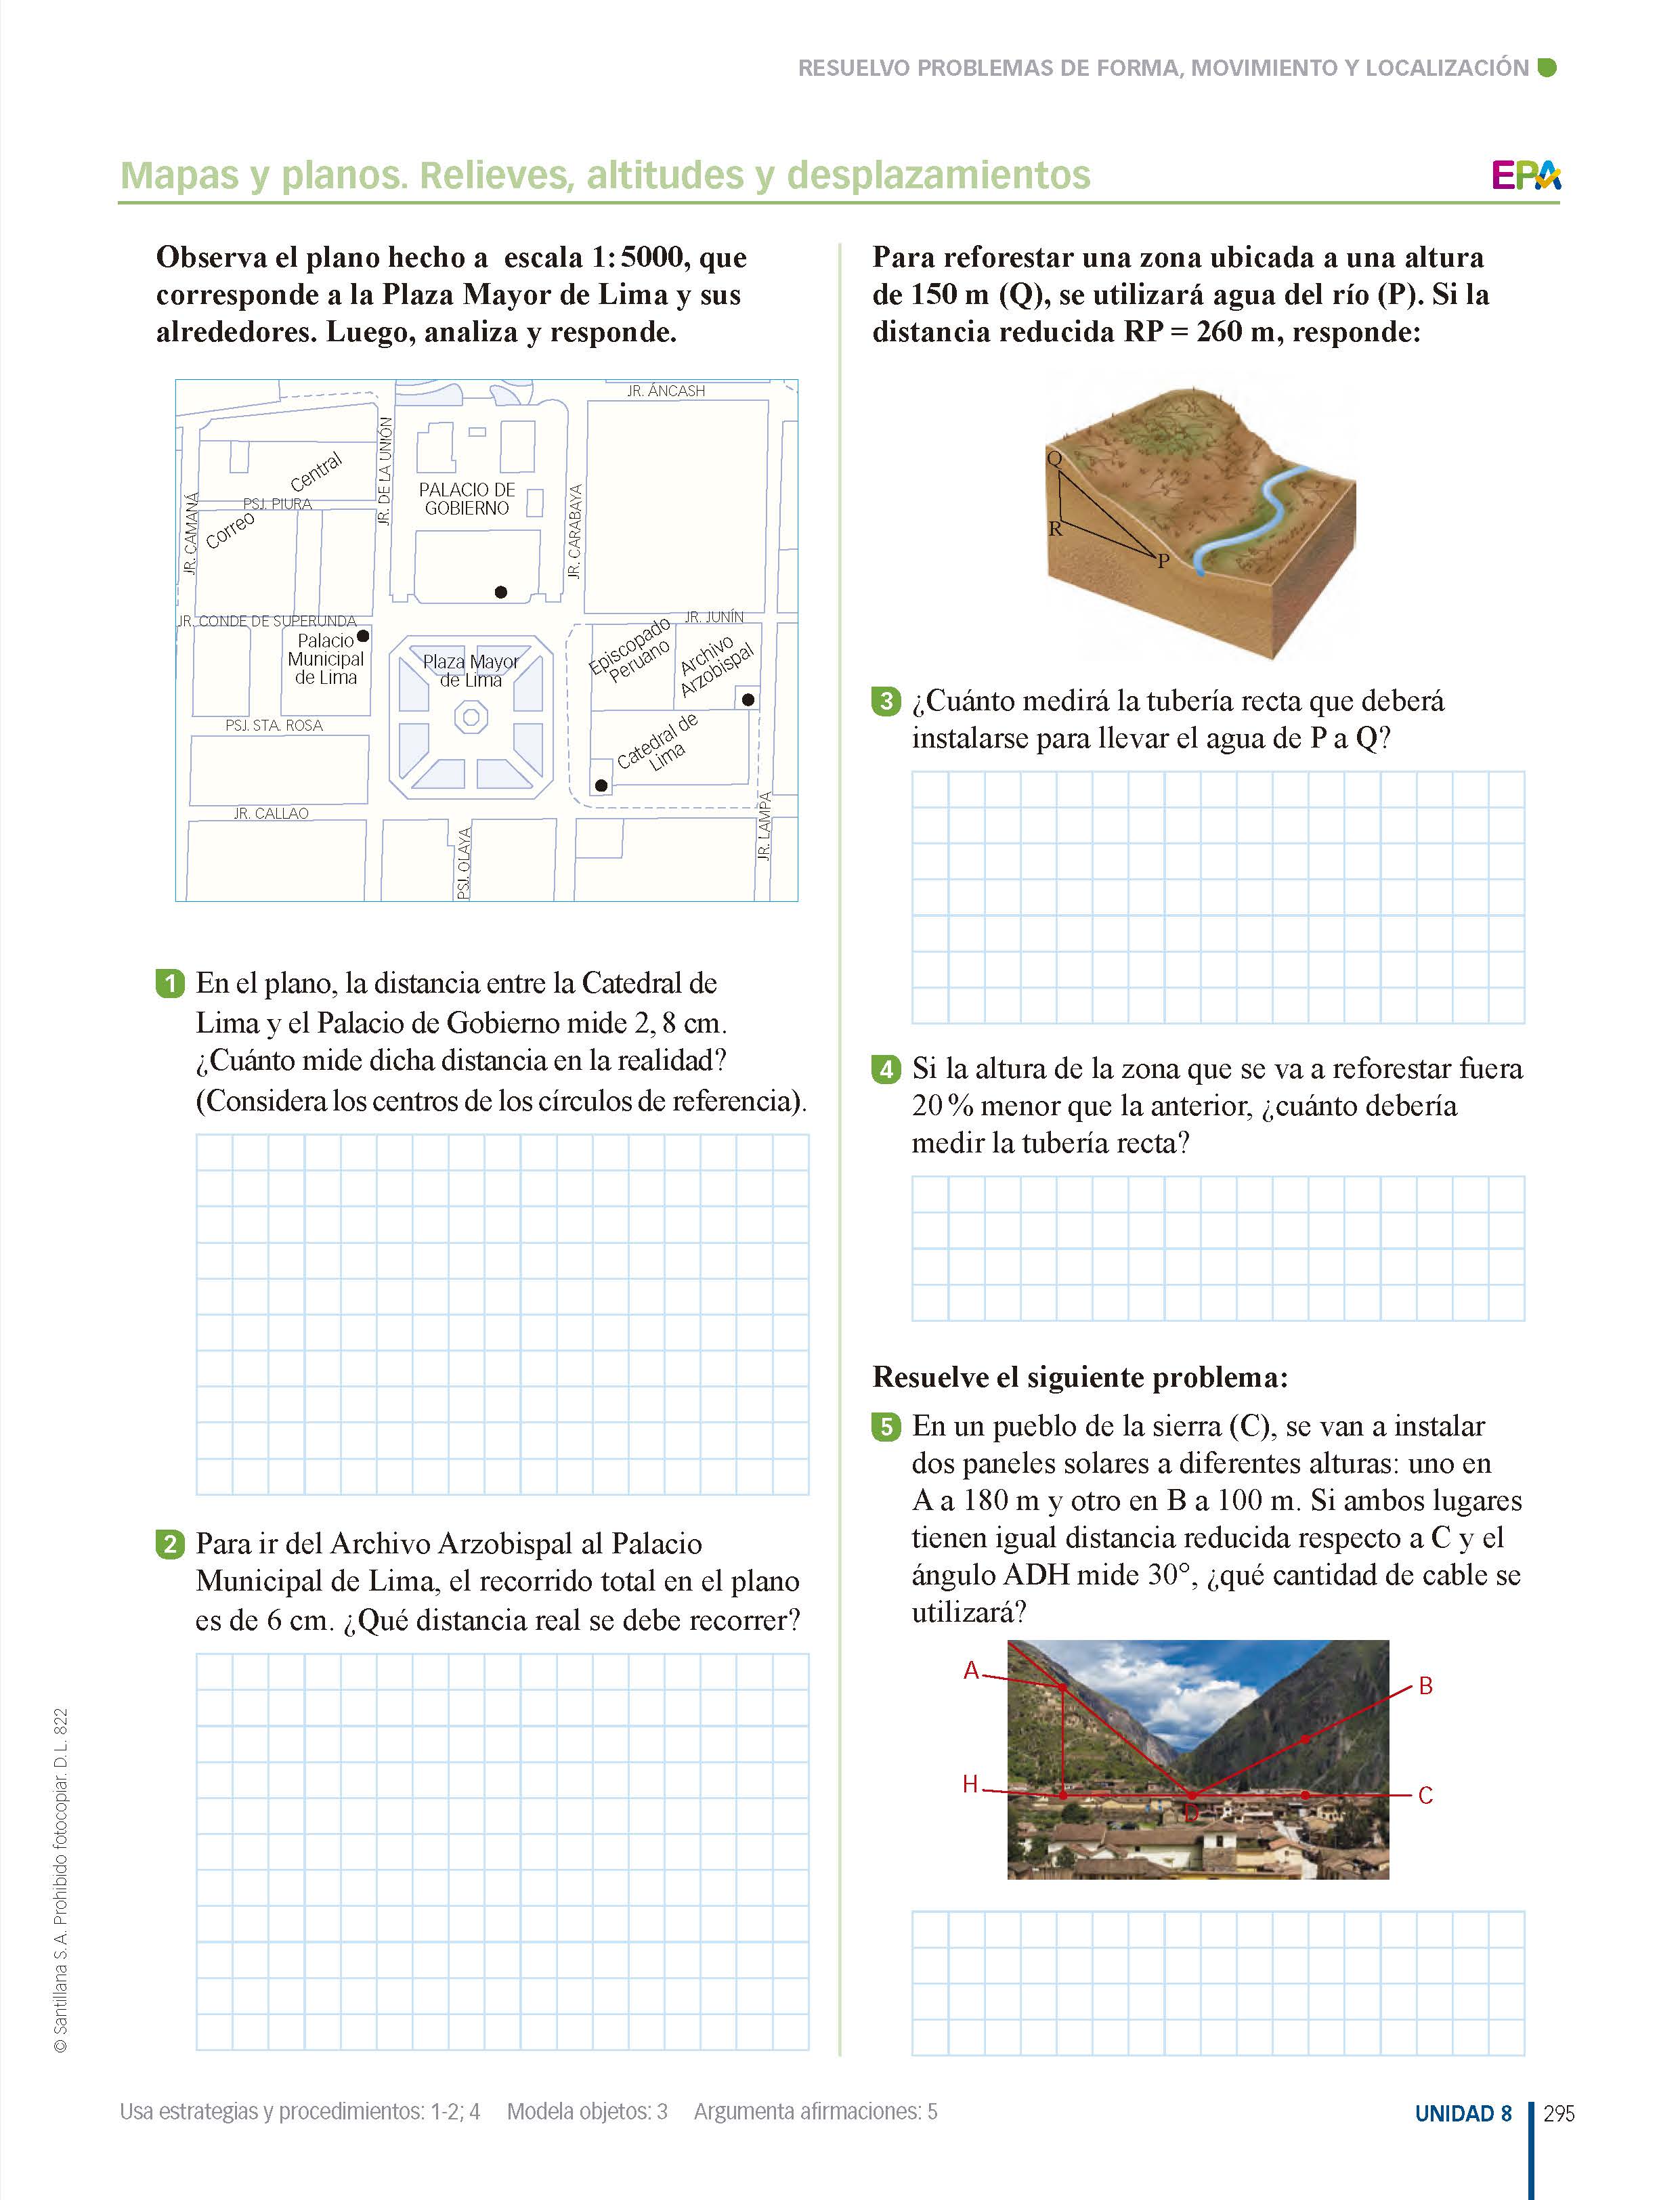 RESUELVO PROBLEMAS DE FORMA, MOVIMIENTO Y LOCALIZACIÓN
Mapas y planos. Relieves, altitudes y desplazamientos
EPA
Observa el plano hecho a escala 1:5000, que
corresponde a la Plaza Mayor de Lima y sus
alrededores. Luego, analiza y responde.
JR. ÁNCASH
JR. DE LA UNIÓN
Central
PALACIO DE
GOBIERNO
JR. CAMANÁ
PSJ. PIURA
Correo
JR. CARABAYA
JR. CONDE DE SUPERUNDA
JR. JUNÍN
Palacio
Municipal
de Lima
Plaza Mayor
de Lima
Episcopado
Peruano
Archivo
Arzobispal
PSJ. STA. ROSA
Catedral de
Lima
JR. CALLAO
PSJ. OLAYA
JR. LAMPA
1 En el plano, la distancia entre la Catedral de
Lima y el Palacio de Gobierno mide 2, 8 cm.
¿Cuánto mide dicha distancia en la realidad?
(Considera los centros de los círculos de referencia).
2 Para ir del Archivo Arzobispal al Palacio
Municipal de Lima, el recorrido total en el plano
es de 6 cm. ¿Qué distancia real se debe recorrer?
Para reforestar una zona ubicada a una altura
de 150 m (Q), se utilizará agua del río (P). Si la
distancia reducida RP = 260 m, responde:
Q
R
P
3 ¿Cuánto medirá la tubería recta que deberá
instalarse para llevar el agua de P a Q?
4 Si la altura de la zona que se va a reforestar fuera
20 % menor que la anterior, ¿cuánto debería
medir la tubería recta?
Resuelve el siguiente problema:
5 En un pueblo de la sierra (C), se van a instalar
dos paneles solares a diferentes alturas: uno en
A a 180 m y otro en B a 100 m. Si ambos lugares
tienen igual distancia reducida respecto a C y el
ángulo ADH mide 30°, ¿qué cantidad de cable se
utilizará?
A
B
H
C
D
© Santillana S. A. Prohibido fotocopiar. D. L. 822
Usa estrategias y procedimientos: 1-2; 4 Modela objetos: 3 Argumenta afirmaciones: 5
UNIDAD 8 295